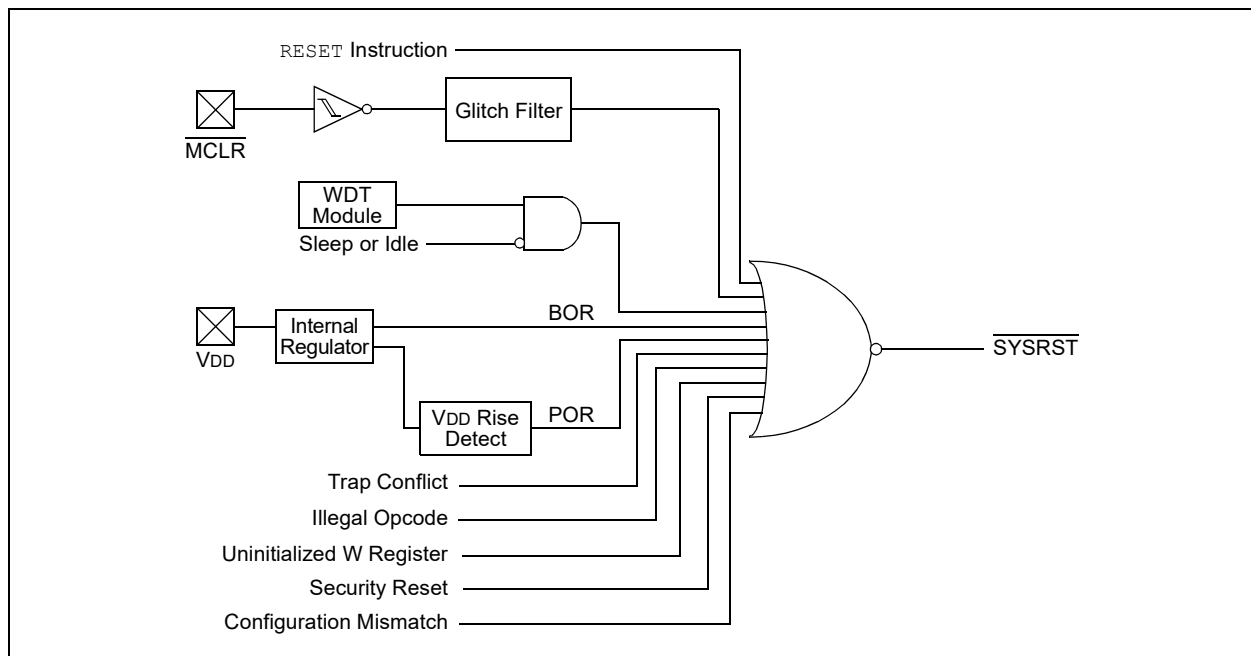 RESET Instruction
Glitch Filter
MCLR
WDT
Module
Sleep or Idle
BOR
Internal
Regulator
VDD
SYSRST
VDD Rise
Detect
POR
Trap Conflict
Illegal Opcode
Uninitialized W Register
Security Reset
Configuration Mismatch